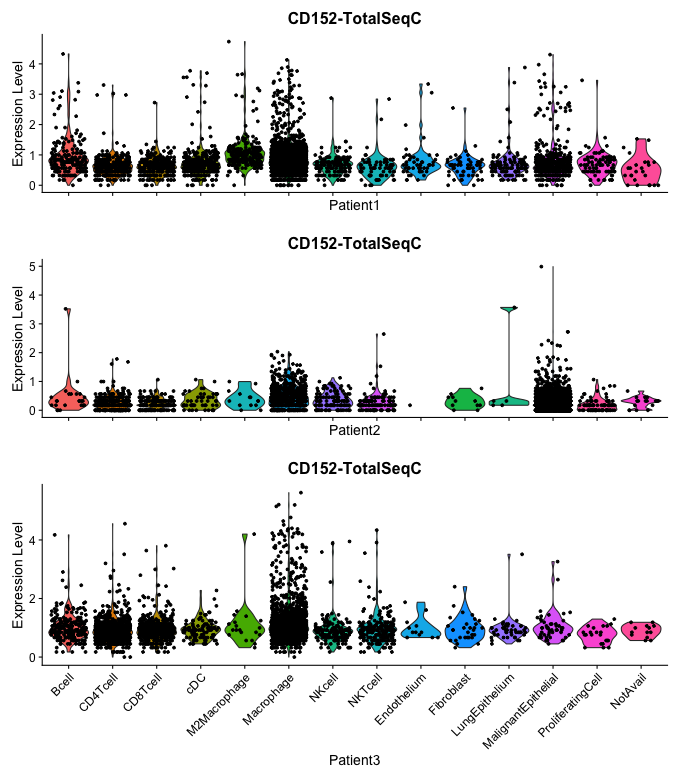 CD152-TotalSeqC
Expression Level
4
3
2
1
0
Patient1
CD152-TotalSeqC
Expression Level
5
4
3
2
1
0
Patient2
CD152-TotalSeqC
Expression Level
4
2
0
Bcell
CD4Tcell
CD8Tcell
cDC
M2Macrophage
Macrophage
NKcell
NKTcell
Endothelium
Fibroblast
LungEpithelium
MalignantEpithelial
ProliferatingCell
NotAvail
Patient3